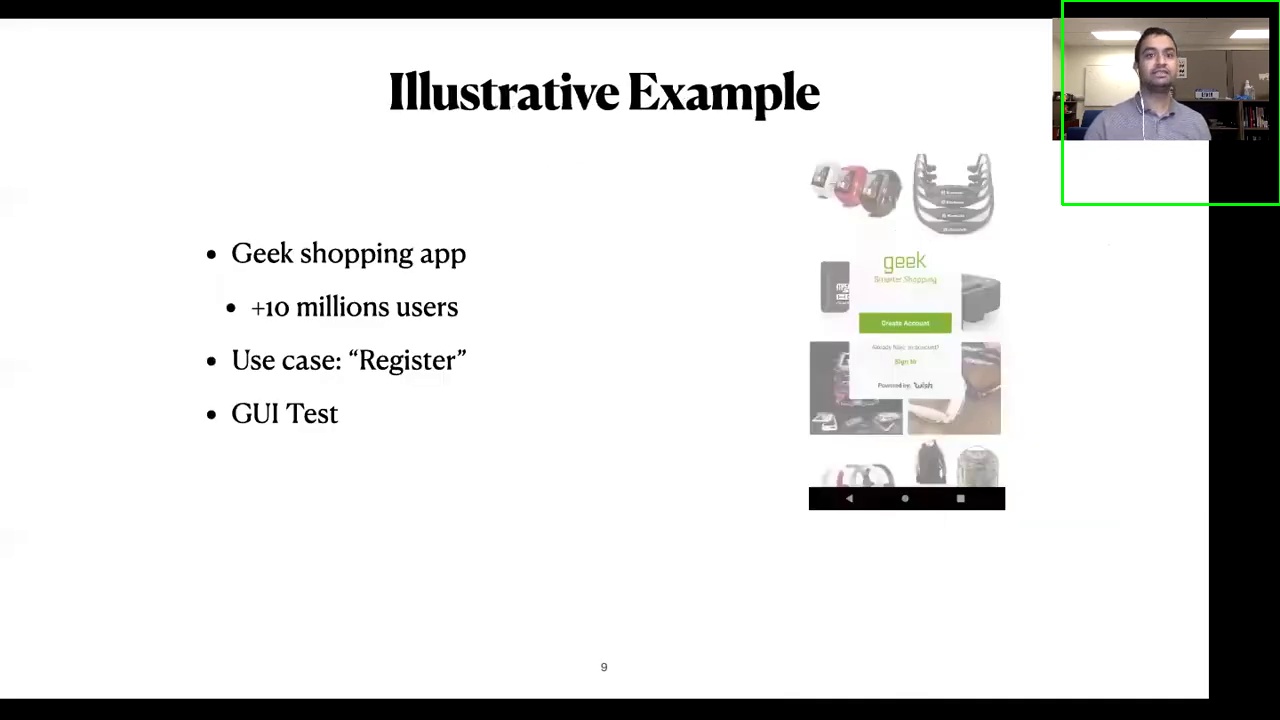 Illustrative Example
• Geek shopping app
• +10 millions users
• Use case: “Register”
• GUI Test
geek
Smarter Shopping
Create Account
Already have an account?
Sign In
Powered by wish
9